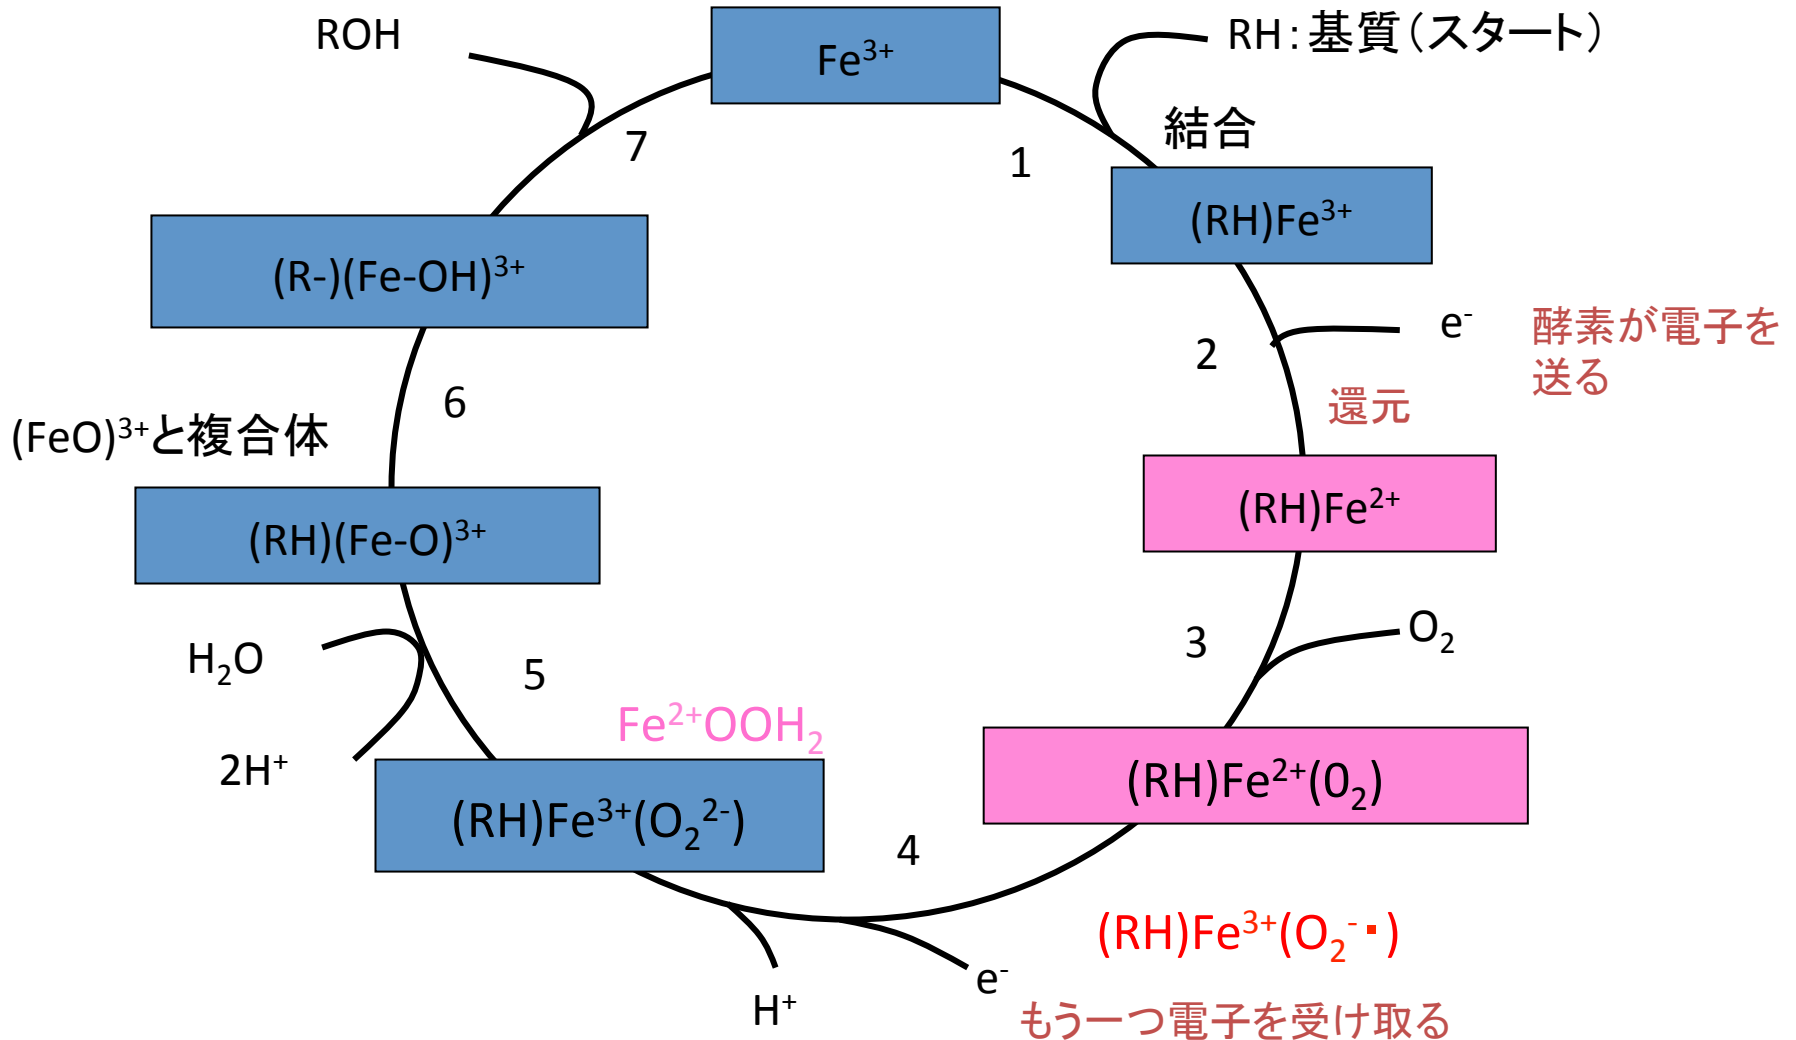 ROH
Fe³⁺
RH:基質(スタート)
結合
7
1
(RH)Fe³⁺
(R-)(Fe-OH)³⁺
e⁻
酵素が電子を
送る
2
還元
6
(FeO)³⁺と複合体
(RH)Fe²⁺
(RH)(Fe-O)³⁺
3
O₂
H₂O
5
Fe²⁺OOH₂
2H⁺
(RH)Fe²⁺(0₂)
(RH)Fe³⁺(O₂²⁻)
4
(RH)Fe³⁺(O₂⁻・)
e⁻
H⁺
もう一つ電子を受け取る